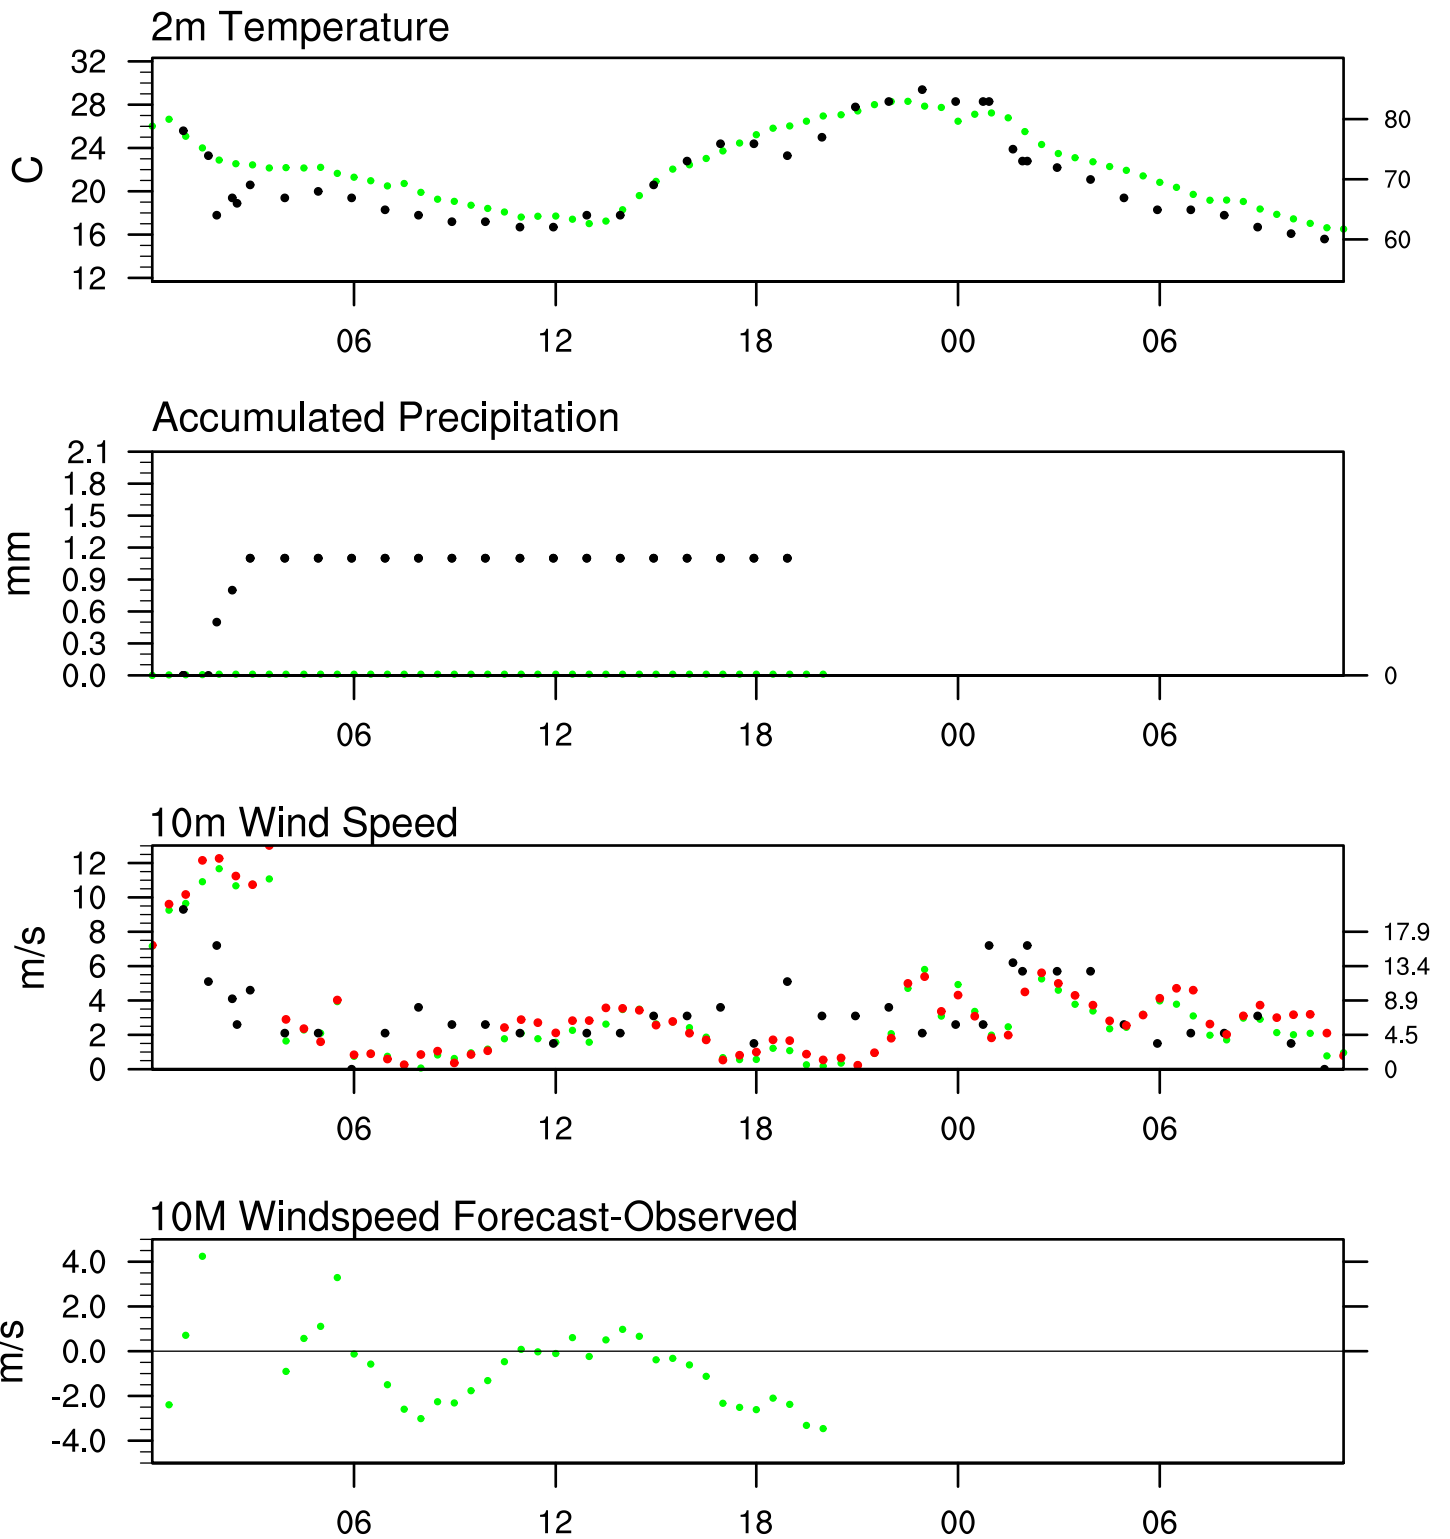 2m Temperature
32
28
24
20
16
12
C
80
70
60
06 12 18 00 06
Accumulated Precipitation
2.1
1.8
1.5
1.2
0.9
0.6
0.3
0.0
mm
0
06 12 18 00 06
10m Wind Speed
12
10
8
6
4
2
0
m/s
17.9
13.4
8.9
4.5
0
06 12 18 00 06
10M Windspeed Forecast-Observed
4.0
2.0
0.0
-2.0
-4.0
m/s
06 12 18 00 06